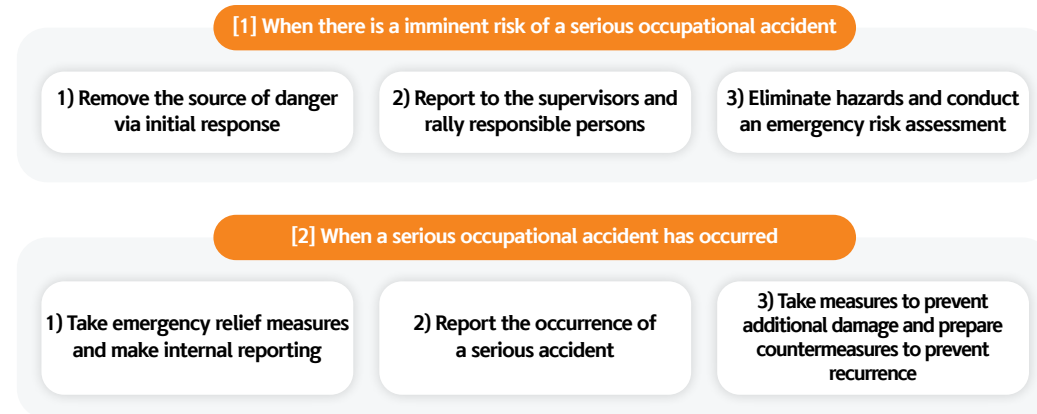 [1] When there is a imminent risk of a serious occupational accident
1) Remove the source of danger
via initial response
2) Report to the supervisors and
rally responsible persons
3) Eliminate hazards and conduct
an emergency risk assessment
[2] When a serious occupational accident has occurred
1) Take emergency relief measures
and make internal reporting
2) Report the occurrence of
a serious accident
3) Take measures to prevent
additional damage and prepare
countermeasures to prevent
recurrence